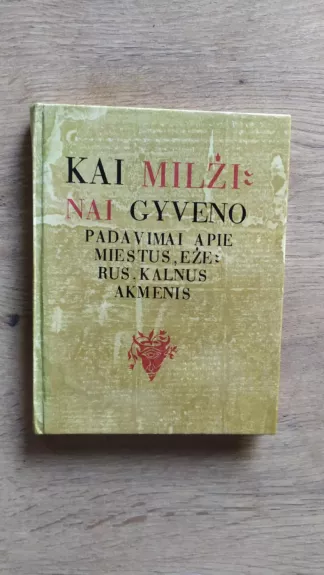 KAI MILŽI-
NAI GYVENO
PADAVIMAI APIE
MIESTUS, EŽE-
RUS. KALNUS
AKMENIS